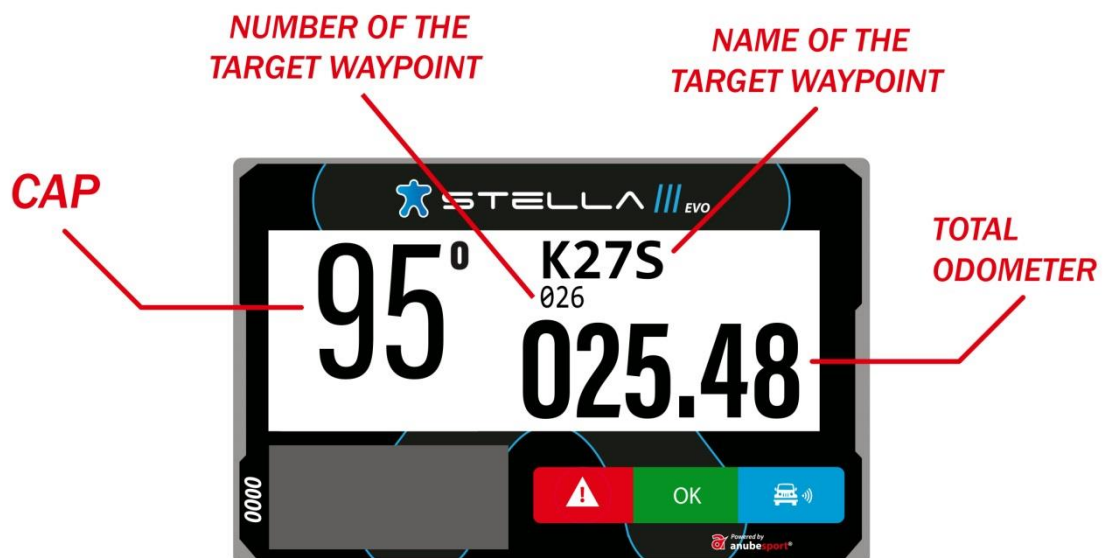 NUMBER OF THE
TARGET WAYPOINT
NAME OF THE
TARGET WAYPOINT
CAP
TOTAL
ODOMETER
STELLA III EVO
95º
K27S
026
025.48
0000
OK
Powered by
anubesport®